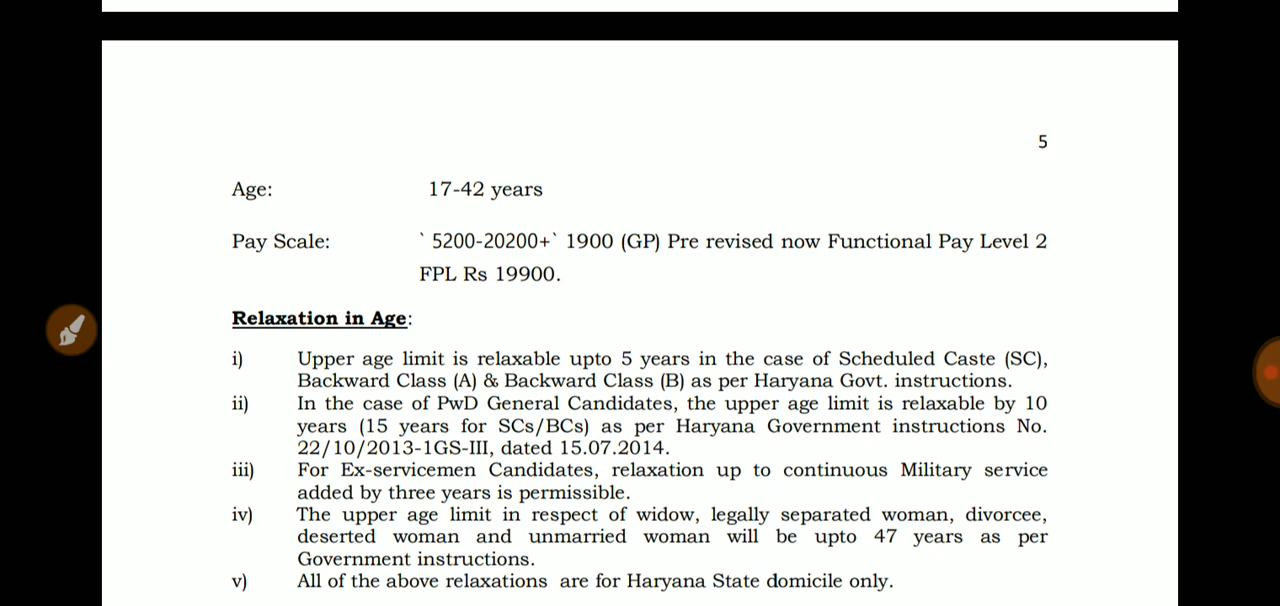 5
Age: 17-42 years
Pay Scale: ` 5200-20200+` 1900 (GP) Pre revised now Functional Pay Level 2
FPL Rs 19900.
Relaxation in Age:
i) Upper age limit is relaxable upto 5 years in the case of Scheduled Caste (SC),
Backward Class (A) & Backward Class (B) as per Haryana Govt. instructions.
ii) In the case of PwD General Candidates, the upper age limit is relaxable by 10
years (15 years for SCs/BCs) as per Haryana Government instructions No.
22/10/2013-1GS-III, dated 15.07.2014.
iii) For Ex-servicemen Candidates, relaxation up to continuous Military service
added by three years is permissible.
iv) The upper age limit in respect of widow, legally separated woman, divorcee,
deserted woman and unmarried woman will be upto 47 years as per
Government instructions.
v) All of the above relaxations are for Haryana State domicile only.